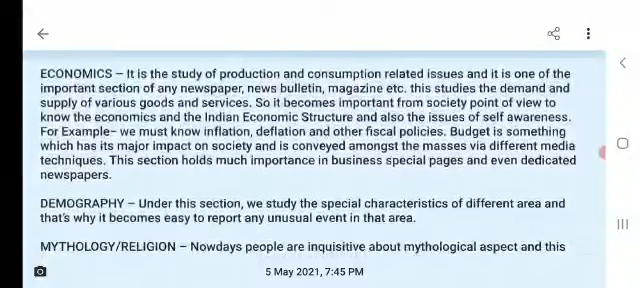 ECONOMICS – It is the study of production and consumption related issues and it is one of the
important section of any newspaper, news bulletin, magazine etc. this studies the demand and
supply of various goods and services. So it becomes important from society point of view to
know the economics and the Indian Economic Structure and also the issues of self awareness.
For Example– we must know inflation, deflation and other fiscal policies. Budget is something
which has its major impact on society and is conveyed amongst the masses via different media
techniques. This section holds much importance in business special pages and even dedicated
newspapers.
DEMOGRAPHY – Under this section, we study the special characteristics of different area and
that's why it becomes easy to report any unusual event in that area.
MYTHOLOGY/RELIGION – Nowdays people are inquisitive about mythological aspect and this
5 May 2021, 7:45 PM